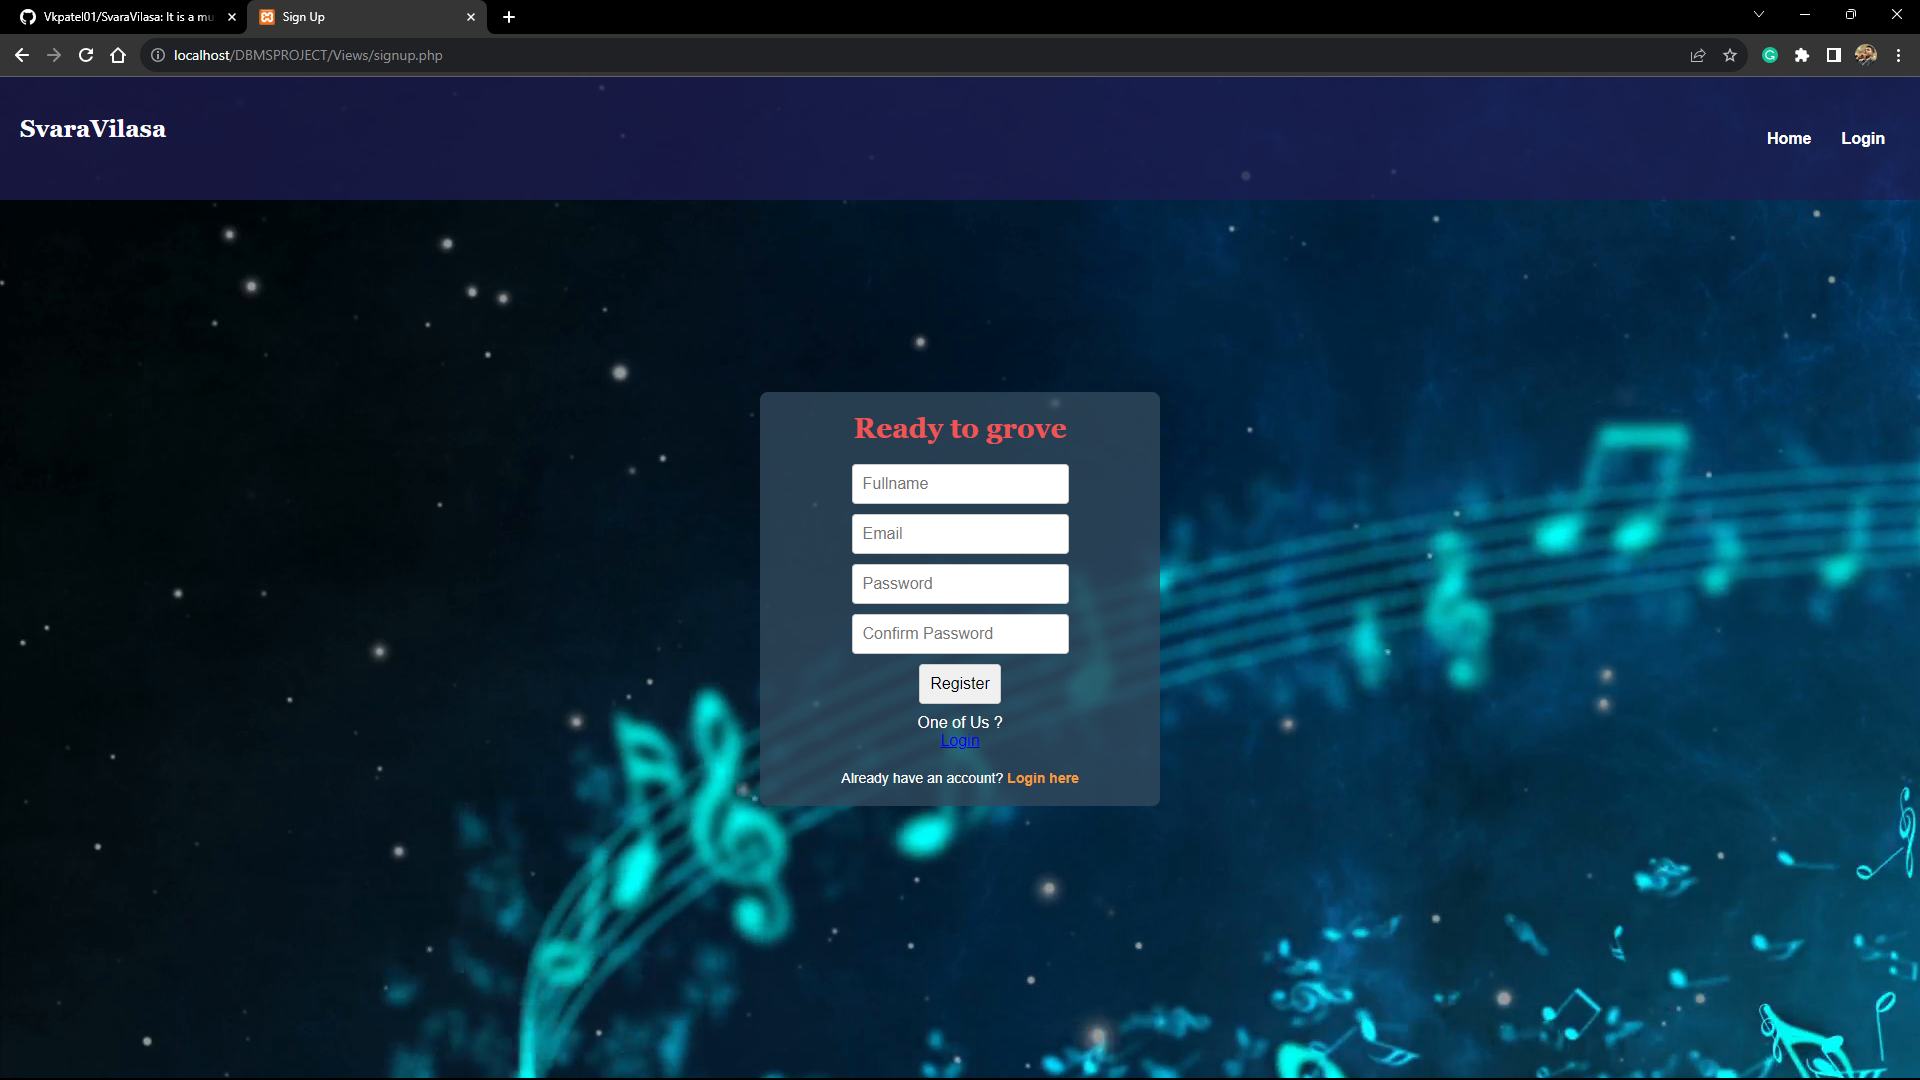 Vkpatel01/SvaraVilasa: It is a mu
Sign Up
localhost/DBMSPROJECT/Views/signup.php
SvaraVilasa
Home
Login
Ready to grove
Fullname
Email
Password
Confirm Password
Register
One of Us ?
Login
Already have an account? Login here